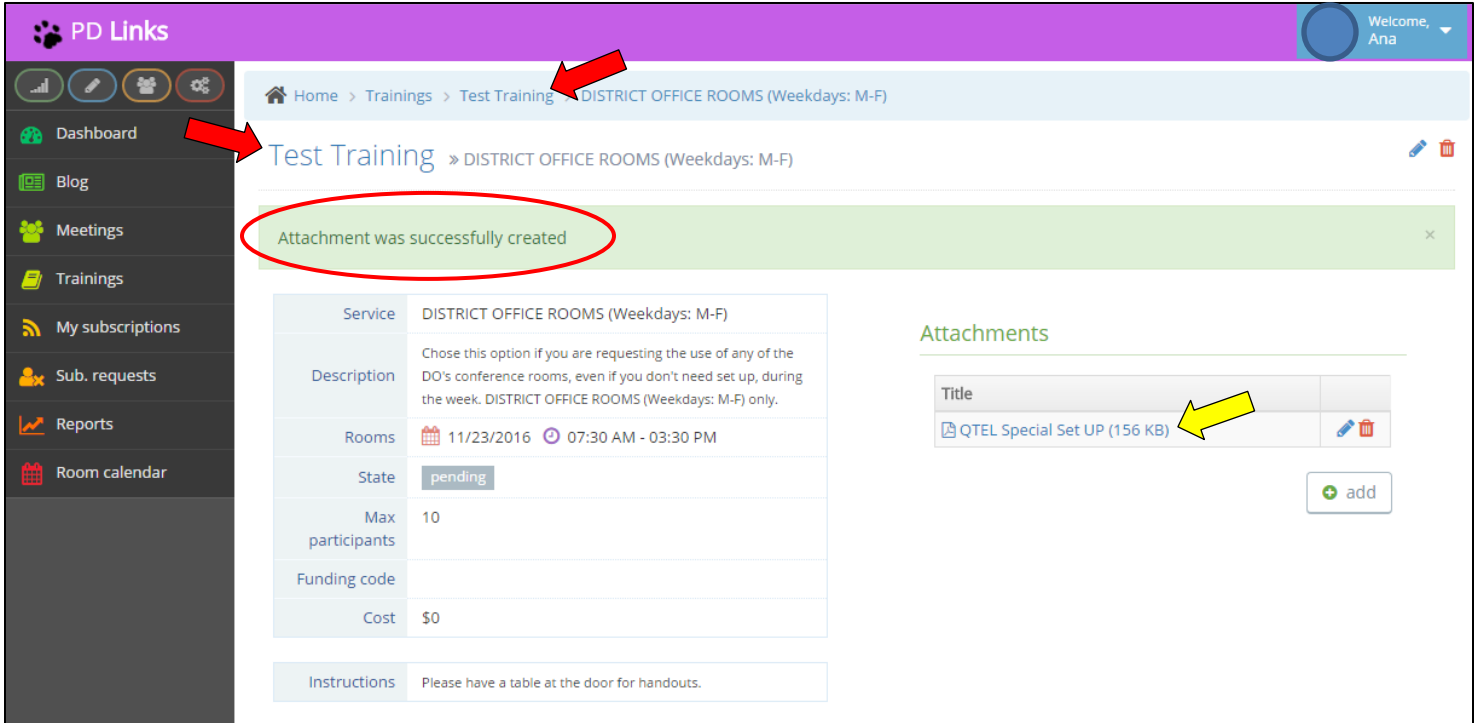 PD Links
Welcome,
Ana
Home > Trainings > Test Training > DISTRICT OFFICE ROOMS (Weekdays: M-F)
Dashboard
Blog
Meetings
Trainings
My subscriptions
Sub. requests
Reports
Room calendar
Test Training » DISTRICT OFFICE ROOMS (Weekdays: M-F)
Attachment was successfully created
×
Service DISTRICT OFFICE ROOMS (Weekdays: M-F)
Description Chose this option if you are requesting the use of any of the
DO's conference rooms, even if you don't need set up, during
the week. DISTRICT OFFICE ROOMS (Weekdays: M-F) only.
Rooms 11/23/2016 07:30 AM - 03:30 PM
State pending
Max
participants 10
Funding code
Cost $0
Instructions Please have a table at the door for handouts.
Attachments
Title
QTEL Special Set UP (156 KB)
add